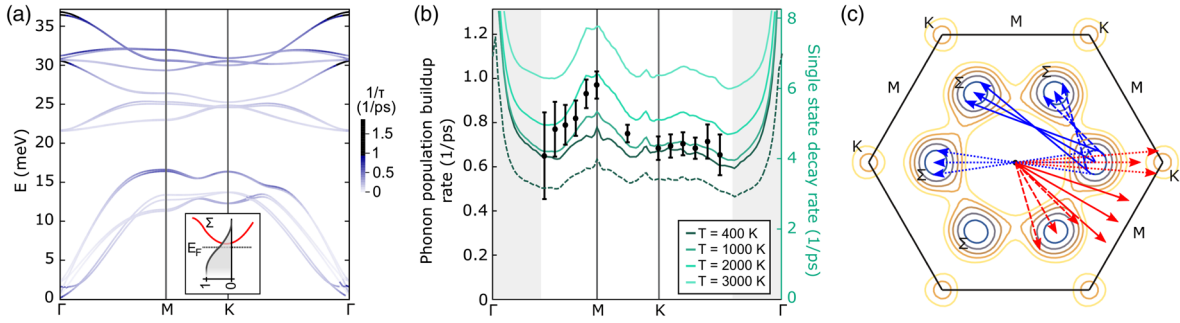 (a)
35
30
25
20
15
10
5
0
E (meV)
Γ
M
K
Γ
1/τ
(1/ps)
1.5
1
0.5
0
Σ
E_F
1
0
(b)
1.2
1.0
0.8
0.6
0.4
0.2
0
Phonon population buildup
rate (1/ps)
Γ
M
K
Γ
T = 400 K
T = 1000 K
T = 2000 K
T = 3000 K
8
6
4
2
0
Single state decay rate (1/ps)
(c)
K
M
K
M
M
Σ
Σ
Σ
K
Σ
M